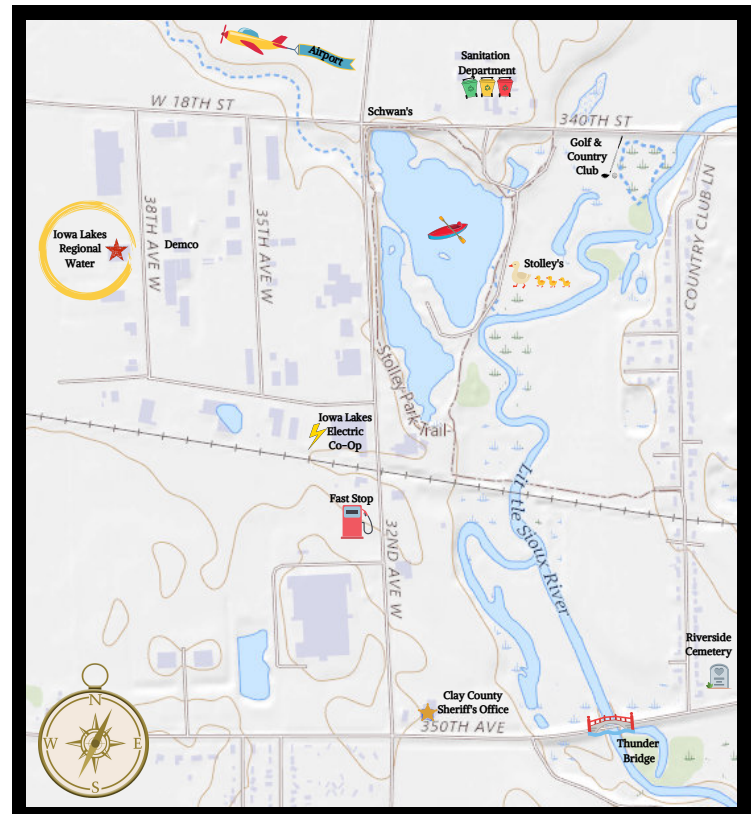 Airport
Sanitation
Department
W 18TH ST
Schwan's
340TH ST
Golf &
Country
Club
COUNTRY CLUB LN
38TH AVE W
35TH AVE W
Iowa Lakes
Regional
Water
Demco
Stolley's
Stolley Park Trail
Iowa Lakes
Electric
Co-Op
Fast Stop
32ND AVE W
Little Sioux River
Riverside
Cemetery
Clay County
Sheriff's Office
350TH AVE
Thunder
Bridge
N
W E
S